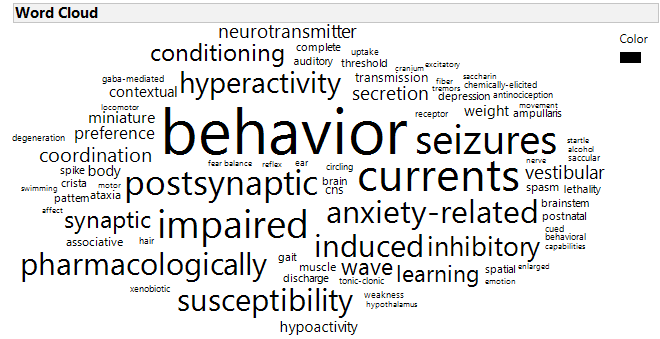 Word Cloud
Color
neurotransmitter
conditioning complete uptake
auditory threshold cranium excitatory
gaba-mediated hyperactivity transmission fiber saccharin
contextual secretion tremors chemically-elicited
depression antinociception
locomotor
miniature receptor weight movement
ampullaris
preference behavior seizures
degeneration startle
alcohol
coordination fear balance reflex ear nerve saccular
spike body circling currents vestibular
crista motor postsynaptic brain
swimming cns spasm lethality
pattern ataxia
affect anxiety-related brainstem
synaptic impaired postnatal
associative hair cued
induced inhibitory behavioral
capabilities
pharmacologically gait
muscle wave learning spatial enlarged
discharge tonic-clonic emotion
xenobiotic susceptibility weakness
hypothalamus
hypoactivity